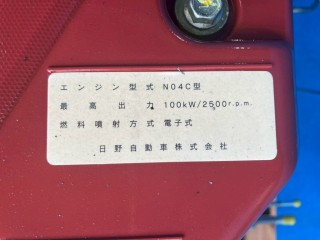 エンジン型式 N04C型
最高出力 100kW/2500r.p.m.
燃料噴射方式 電子式
日野自動車株式会社